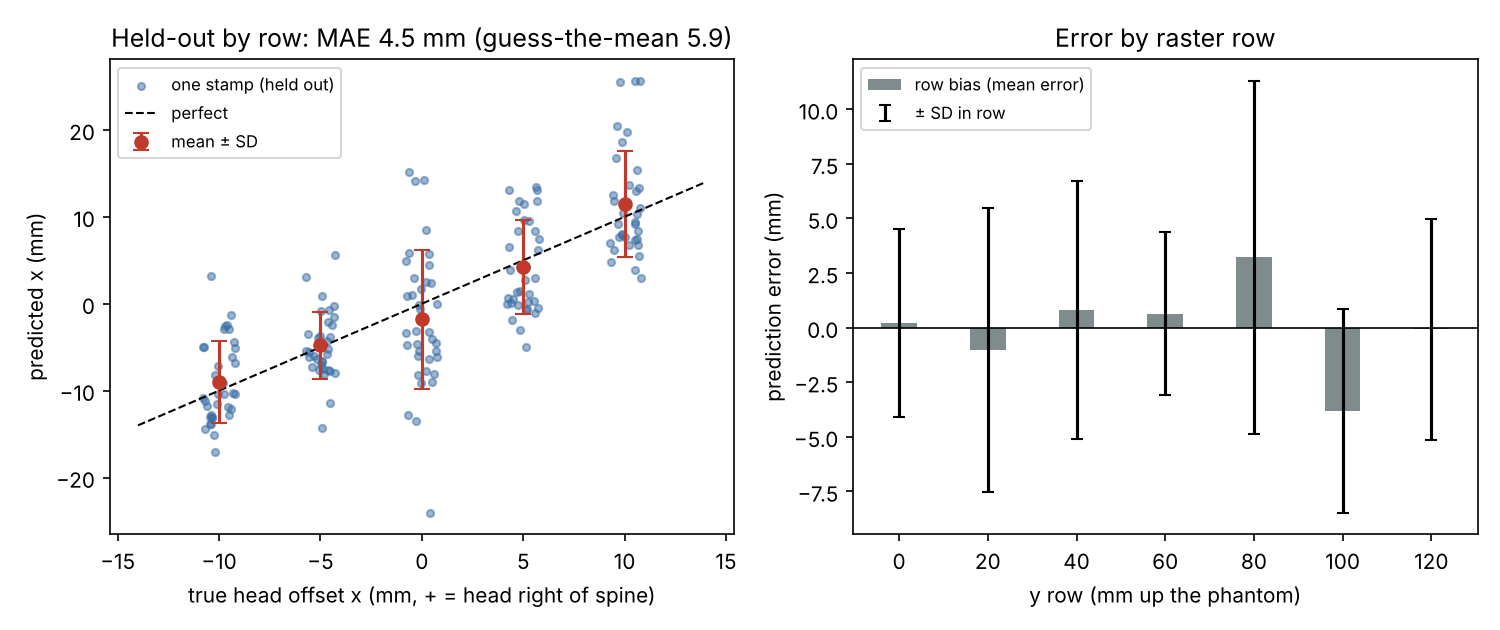 Held-out by row: MAE 4.5 mm (guess-the-mean 5.9)
one stamp (held out)
perfect
mean ± SD
20
10
0
−10
−20
predicted x (mm)
−15
−10
−5
0
5
10
15
true head offset x (mm, + = head right of spine)
Error by raster row
row bias (mean error)
± SD in row
10.0
7.5
5.0
2.5
0.0
−2.5
−5.0
−7.5
prediction error (mm)
0
20
40
60
80
100
120
y row (mm up the phantom)